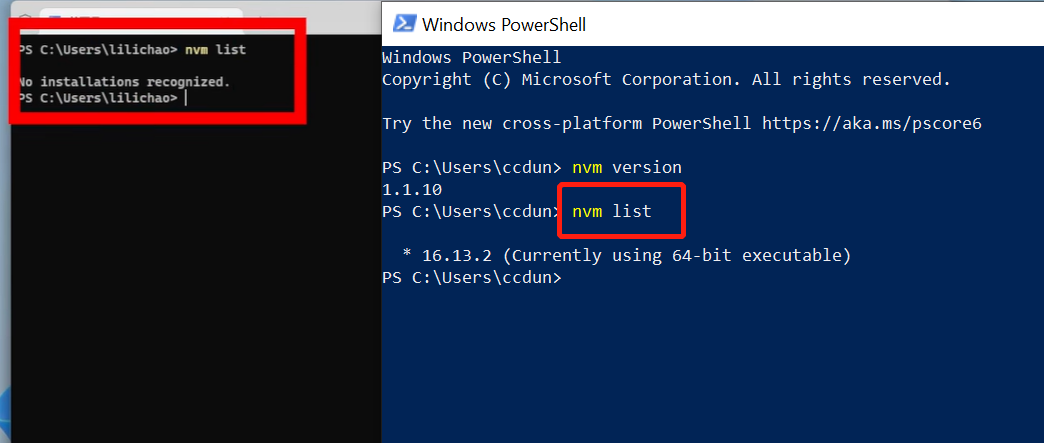 PS C:\Users\lilichao> nvm list
No installations recognized.
PS C:\Users\lilichao>
Windows PowerShell
Windows PowerShell
Copyright (C) Microsoft Corporation. All rights reserved.
Try the new cross-platform PowerShell https://aka.ms/pscore6
PS C:\Users\ccdun> nvm version
1.1.10
PS C:\Users\ccdun> nvm list
* 16.13.2 (Currently using 64-bit executable)
PS C:\Users\ccdun>